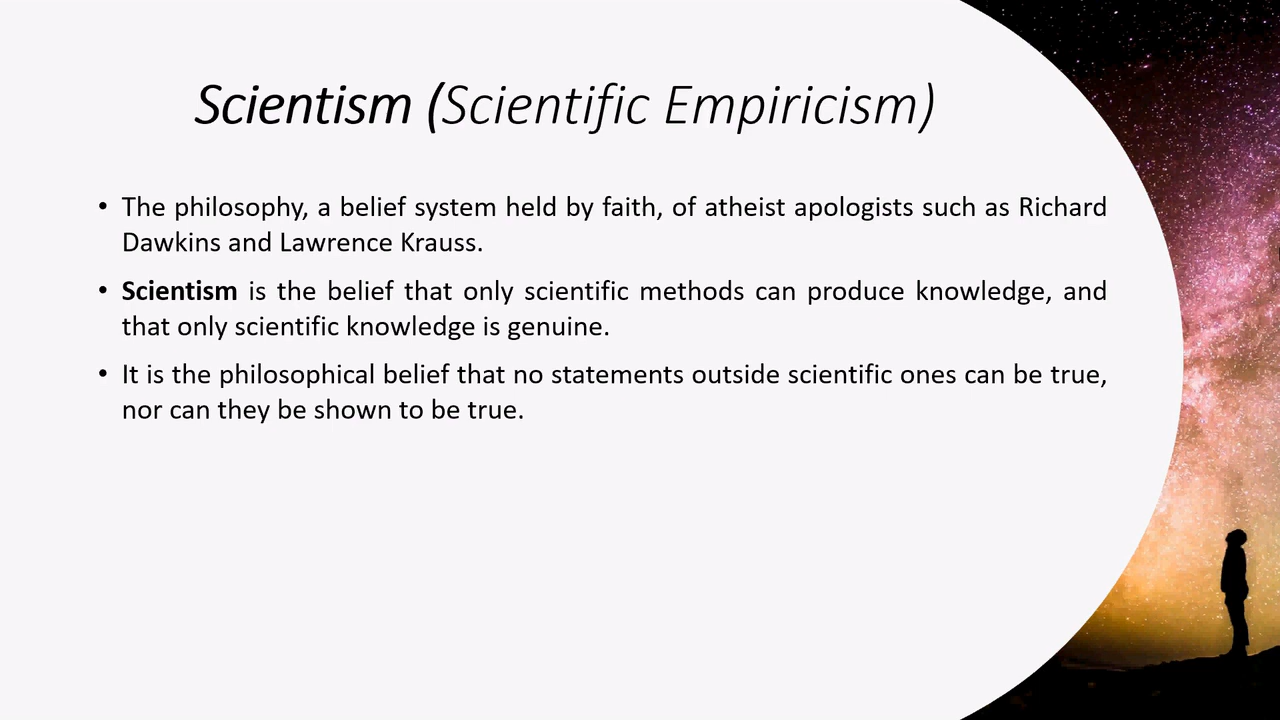 Scientism (Scientific Empiricism)
• The philosophy, a belief system held by faith, of atheist apologists such as Richard
Dawkins and Lawrence Krauss.
• Scientism is the belief that only scientific methods can produce knowledge, and
that only scientific knowledge is genuine.
• It is the philosophical belief that no statements outside scientific ones can be true,
nor can they be shown to be true.